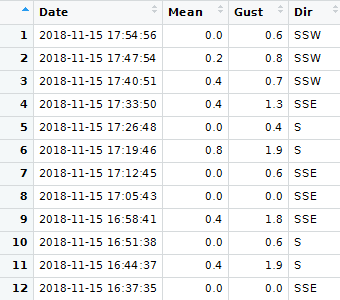 Date Mean Gust Dir
1 2018-11-15 17:54:56 0.0 0.6 SSW
2 2018-11-15 17:47:54 0.2 0.8 SSW
3 2018-11-15 17:40:51 0.4 0.7 SSW
4 2018-11-15 17:33:50 0.4 1.3 SSE
5 2018-11-15 17:26:48 0.0 0.4 S
6 2018-11-15 17:19:46 0.8 1.9 S
7 2018-11-15 17:12:45 0.0 0.6 SSE
8 2018-11-15 17:05:43 0.0 0.0 SSE
9 2018-11-15 16:58:41 0.4 1.8 SSE
10 2018-11-15 16:51:38 0.0 0.6 S
11 2018-11-15 16:44:37 0.4 1.9 S
12 2018-11-15 16:37:35 0.0 0.0 SSE